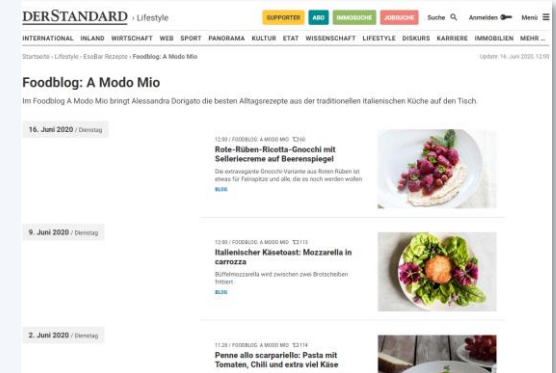 DERSTANDARD › Lifestyle
SUPPORTER ABO IMMOSUCHE JOBSUCHE Suche Anmelden Menü
INTERNATIONAL INLAND WIRTSCHAFT WEB SPORT PANORAMA KULTUR ETAT WISSENSCHAFT LIFESTYLE DISKURS KARRIERE IMMOBILIEN MEHR ...
Startseite › Lifestyle › EssBar Rezepte › Foodblog: A Modo Mio
Update: 16. Juni 2020, 12:00
Foodblog: A Modo Mio
Im Foodblog A Modo Mio bringt Alessandra Dorigato die besten Alltagsrezepte aus der traditionellen italienischen Küche auf den Tisch.
16. Juni 2020 / Dienstag
12:00 / FOODBLOG: A MODO MIO
Rote-Rüben-Ricotta-Gnocchi mit
Selleriecreme auf Beerenspiegel
Die extravagante Gnocchi-Variante aus Roten Rüben ist
etwas für Feinspitze und alle, die es noch werden wollen
BLOG
9. Juni 2020 / Dienstag
12:00 / FOODBLOG: A MODO MIO
Italienischer Käsetoast: Mozzarella in
carrozza
Büffelmozzarella wird zwischen zwei Brotscheiben
frittiert
BLOG
2. Juni 2020 / Dienstag
11:28 / FOODBLOG: A MODO MIO
Penne allo scarpariello: Pasta mit
Tomaten, Chili und extra viel Käse